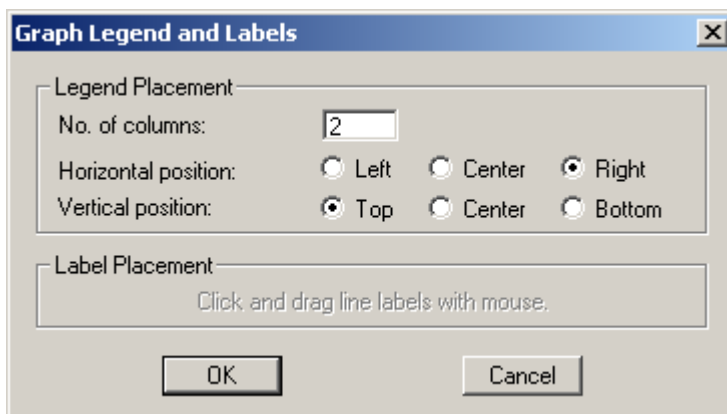 Graph Legend and Labels
Legend Placement
No. of columns: 2
Horizontal position: Left Center Right
Vertical position: Top Center Bottom
Label Placement
Click and drag line labels with mouse.
OK Cancel